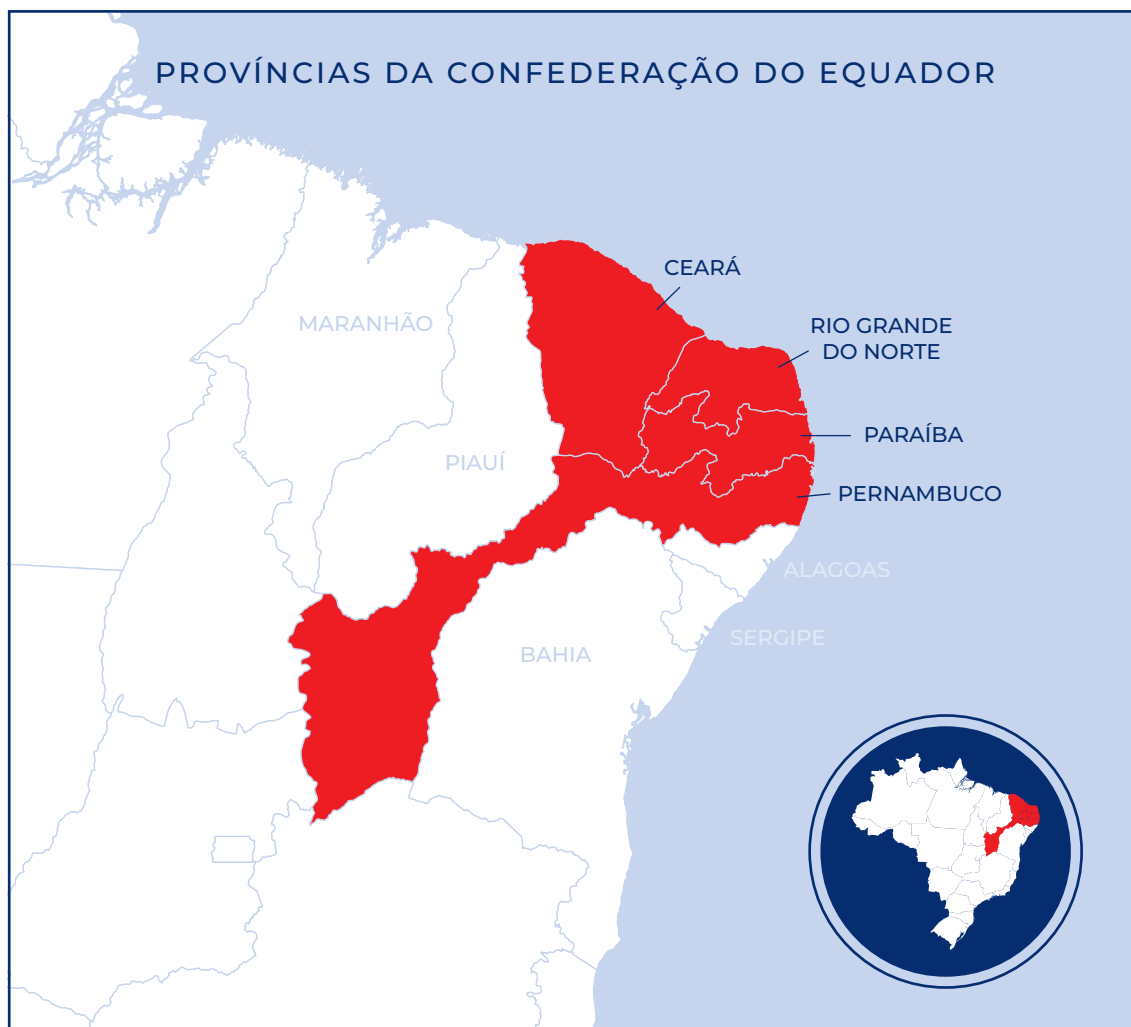 PROVÍNCIAS DA CONFEDERAÇÃO DO EQUADOR
CEARÁ
MARANHÃO
RIO GRANDE
DO NORTE
PARAÍBA
PIAUÍ
PERNAMBUCO
ALAGOAS
SERGIPE
BAHIA